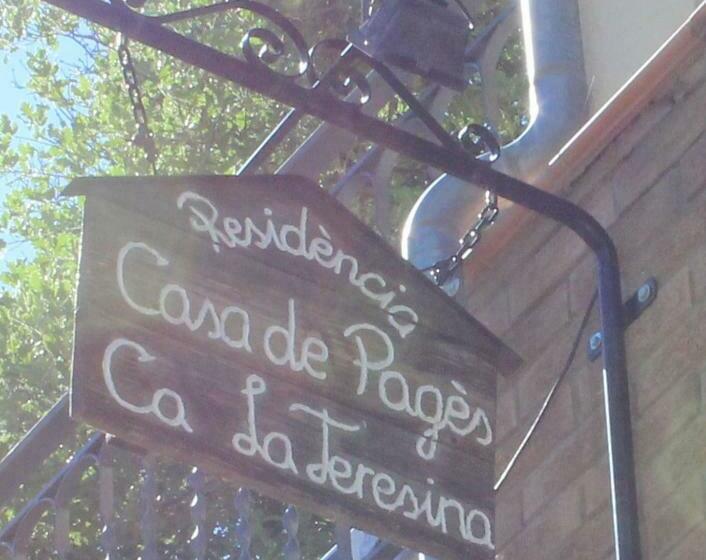 Residència
Casa de Pagès
Ca La Teresina